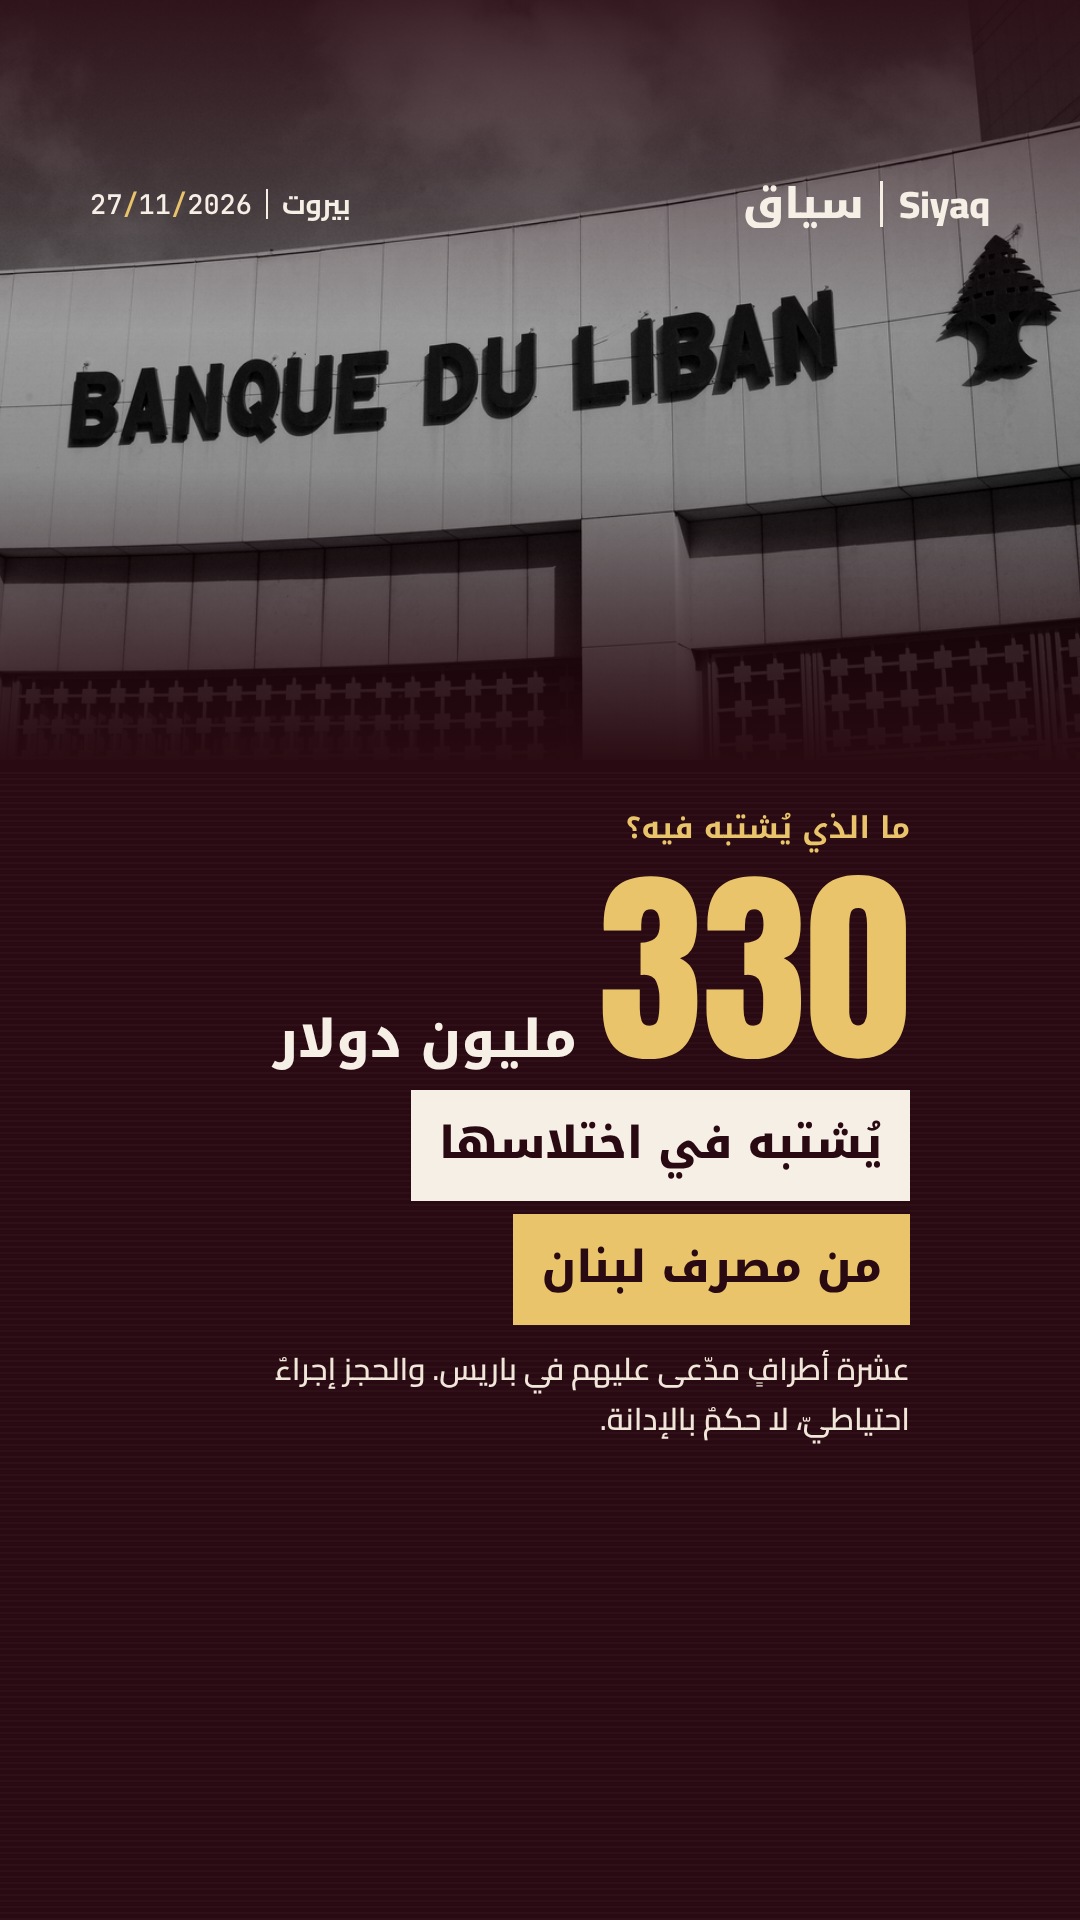 سياق | Siyaq
بيروت | 27/11/2026
BANQUE DU LIBAN
ما الذي يُشتبه فيه؟
330 مليون دولار
يُشتبه في اختلاسها
من مصرف لبنان
عشرة أطرافٍ مدّعى عليهم في باريس. والحجز إجراءٌ
احتياطيّ، لا حكمٌ بالإدانة.